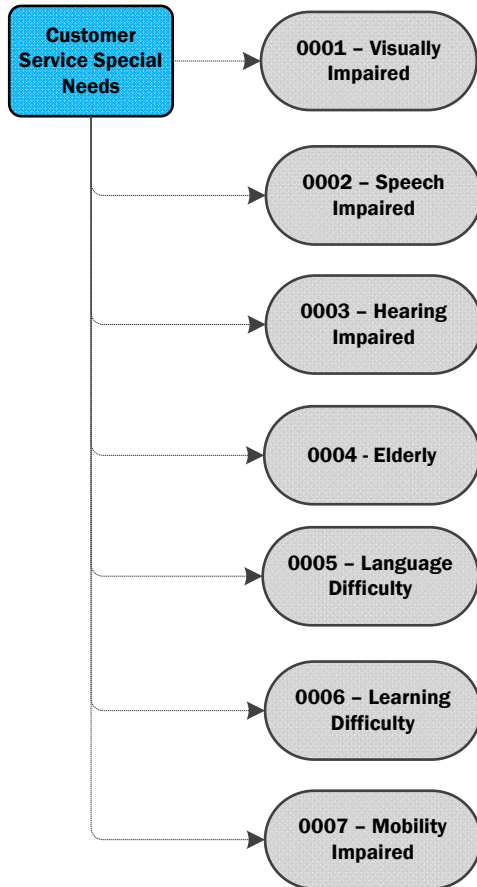 Customer
Service Special
Needs
0001 – Visually
Impaired
0002 – Speech
Impaired
0003 – Hearing
Impaired
0004 - Elderly
0005 – Language
Difficulty
0006 – Learning
Difficulty
0007 – Mobility
Impaired